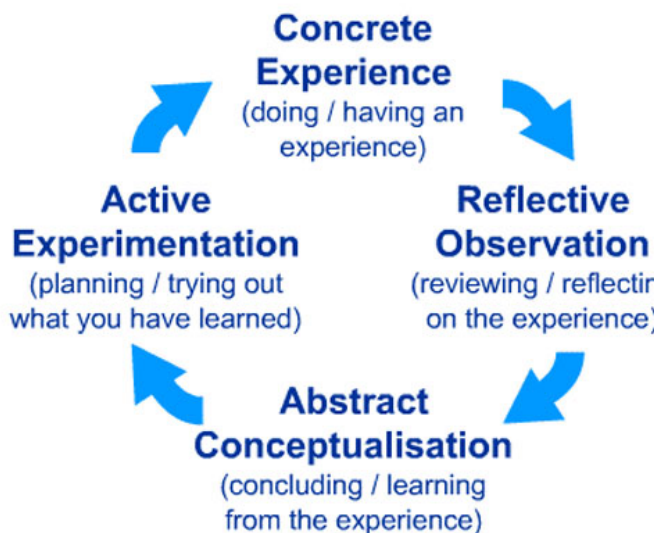 Concrete
Experience
(doing / having an
experience)
Reflective
Observation
(reviewing / reflectin
on the experience)
Abstract
Conceptualisation
(concluding / learning
from the experience)
Active
Experimentation
(planning / trying out
what you have learned)